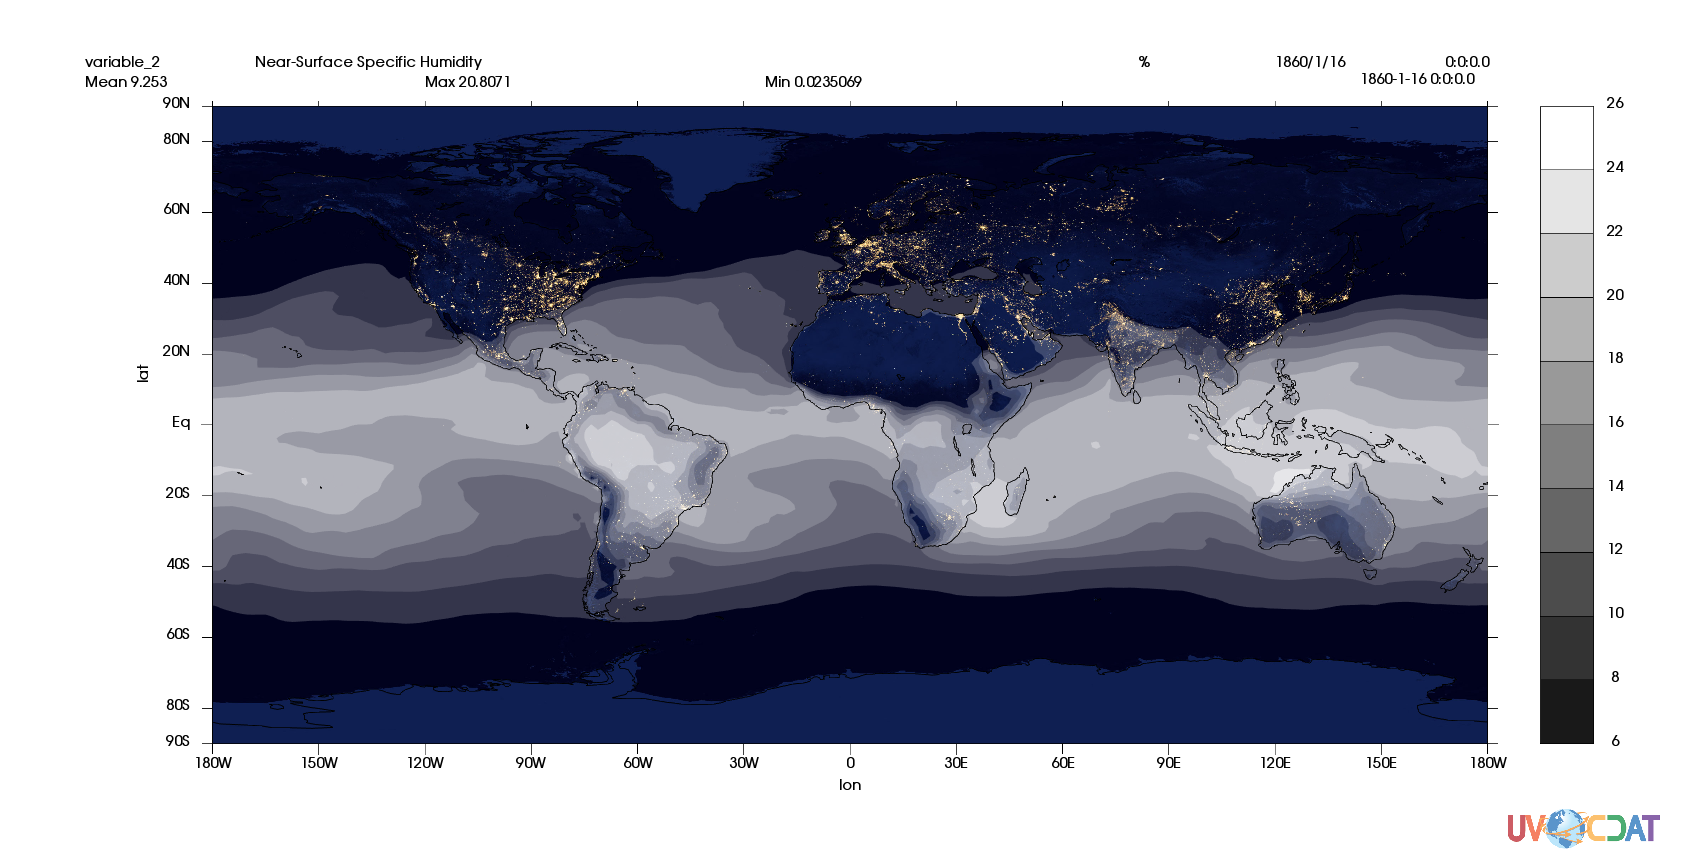 variable_2 Near-Surface Specific Humidity % 1860/1/16 0:0:0.0
Mean 9.253 Max 20.8071 Min 0.0235069 1860-1-16 0:0:0.0
90N
80N
60N
40N
20N
Eq
20S
40S
60S
80S
90S
lat
180W 150W 120W 90W 60W 30W 0 30E 60E 90E 120E 150E 180W
lon
26
24
22
20
18
16
14
12
10
8
6
UV CDAT